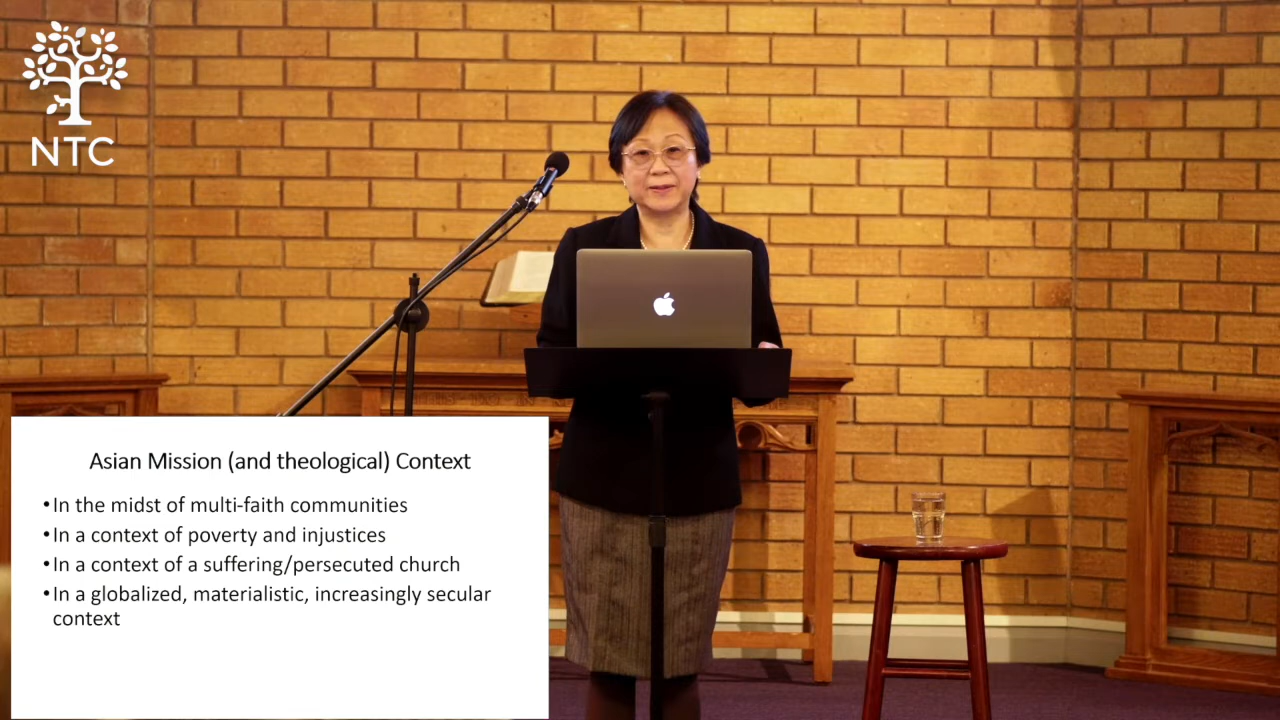 NTC
Asian Mission (and theological) Context
•In the midst of multi-faith communities
•In a context of poverty and injustices
•In a context of a suffering/persecuted church
•In a globalized, materialistic, increasingly secular
context